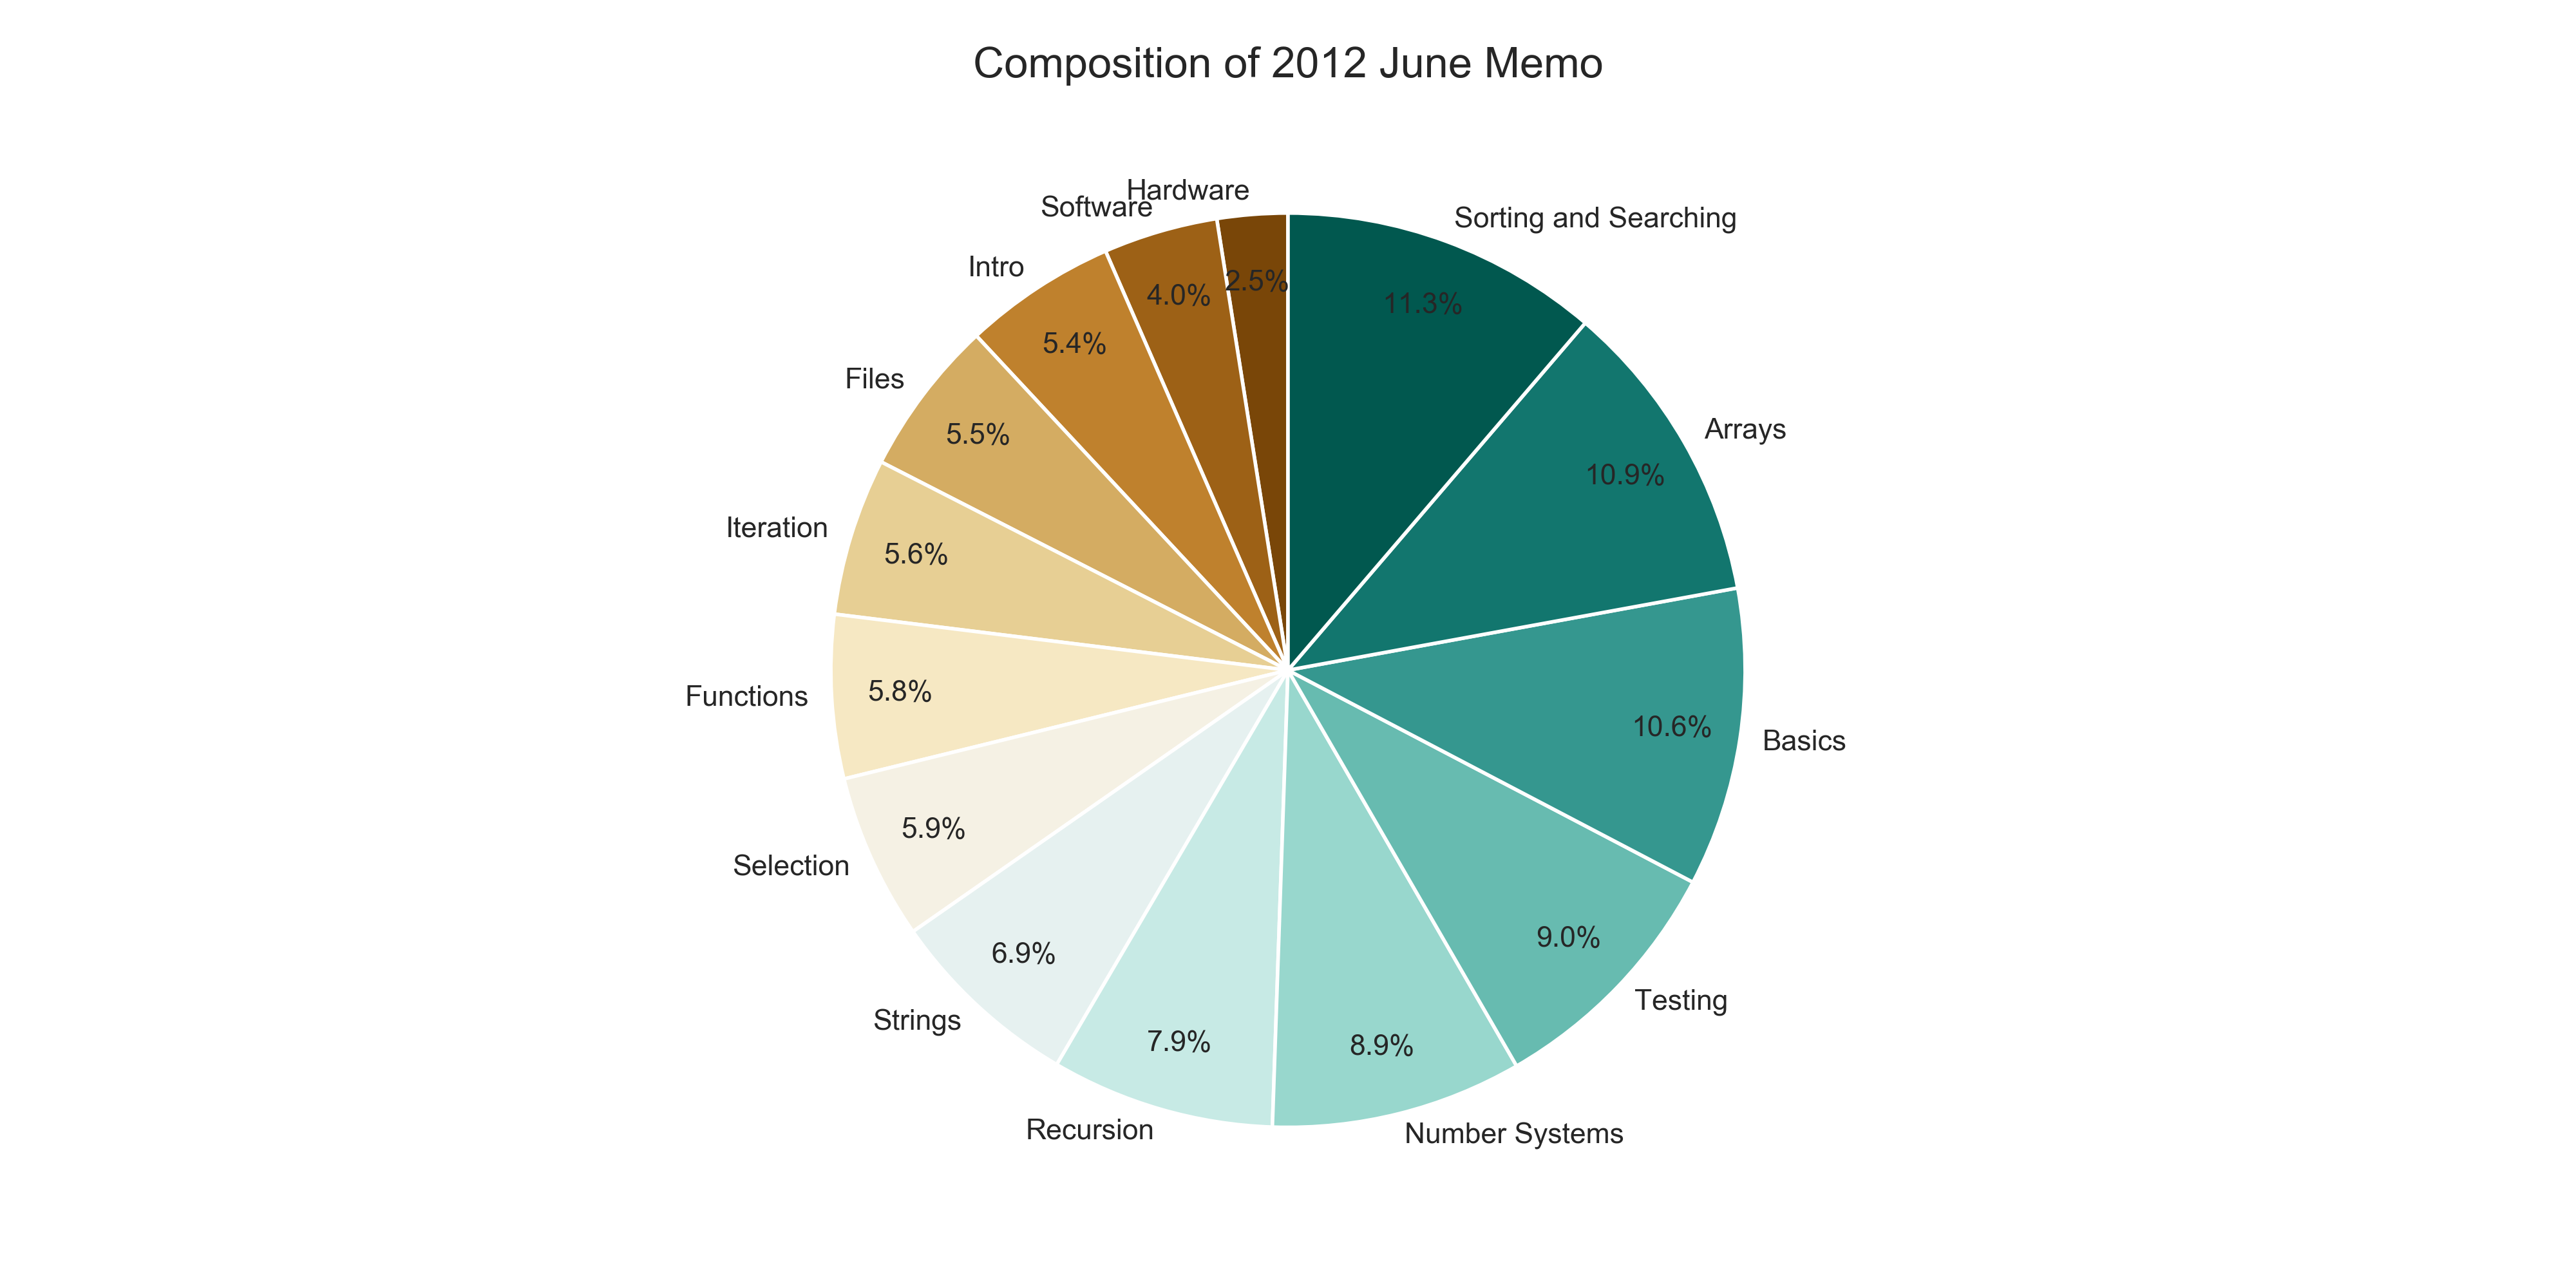 Composition of 2012 June Memo
Hardware
Software
Sorting and Searching
Intro
2.5%
4.0%
11.3%
5.4%
Files
Arrays
5.5%
10.9%
Iteration
5.6%
Functions
5.8%
10.6%
Basics
5.9%
Selection
9.0%
6.9%
Testing
Strings
7.9%
8.9%
Recursion
Number Systems